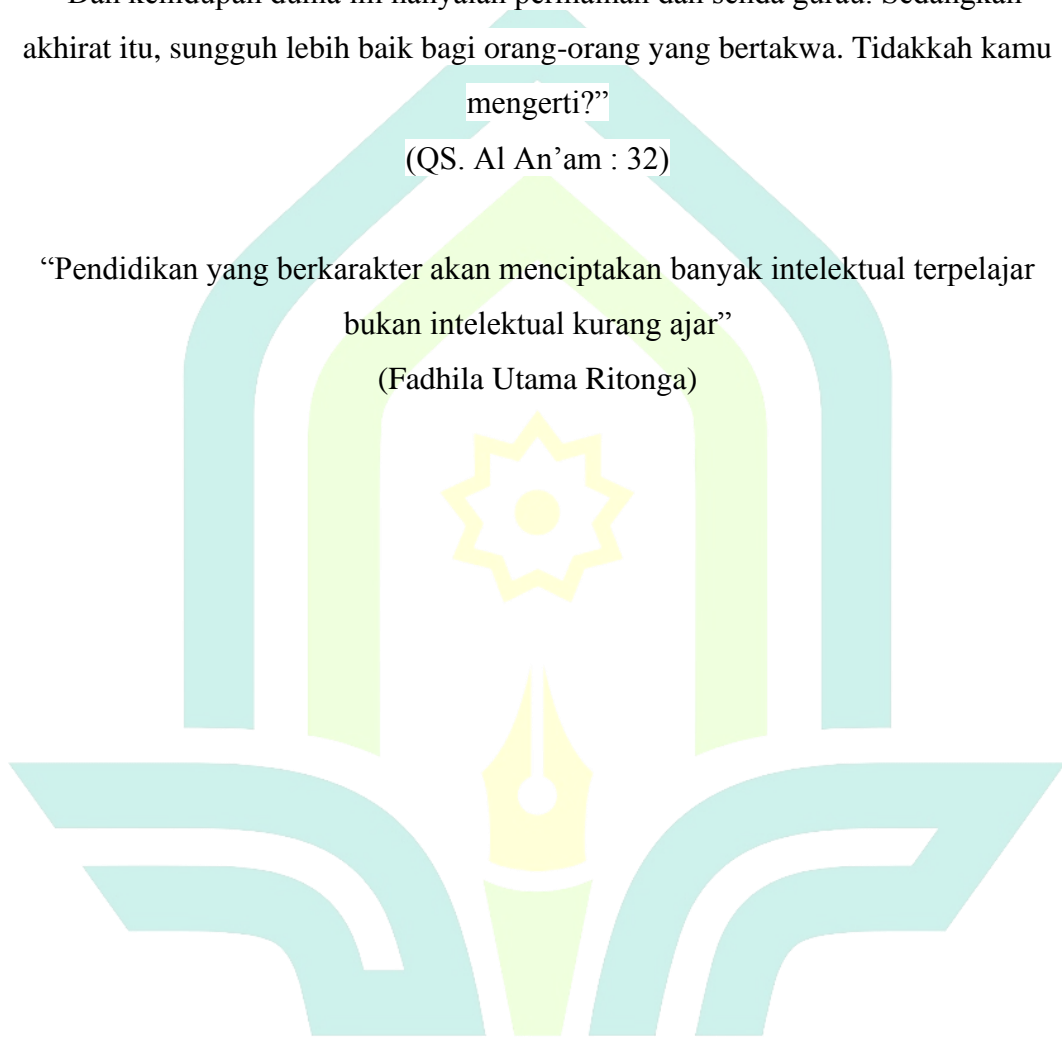 akhirat itu, sungguh lebih baik bagi orang-orang yang bertakwa. Tidakkah kamu
mengerti?”
(QS. Al An’am : 32)
“Pendidikan yang berkarakter akan menciptakan banyak intelektual terpelajar
bukan intelektual kurang ajar”
(Fadhila Utama Ritonga)